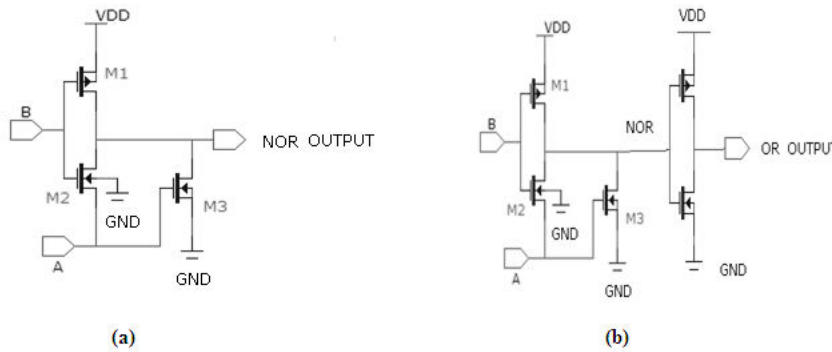 VDD
M1
B
NOR OUTPUT
M2
GND
M3
A
GND
(a)
VDD
VDD
M1
B
NOR
OR OUTPUT
M2
GND
M3
A
GND
GND
(b)